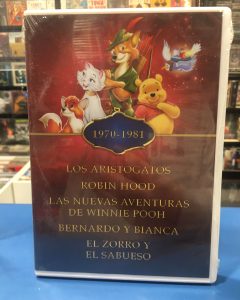 1970-1981
LOS ARISTOGATOS
ROBIN HOOD
LAS NUEVAS AVENTURAS
DE WINNIE POOH
BERNARDO Y BIANCA
EL ZORRO Y
EL SABUESO